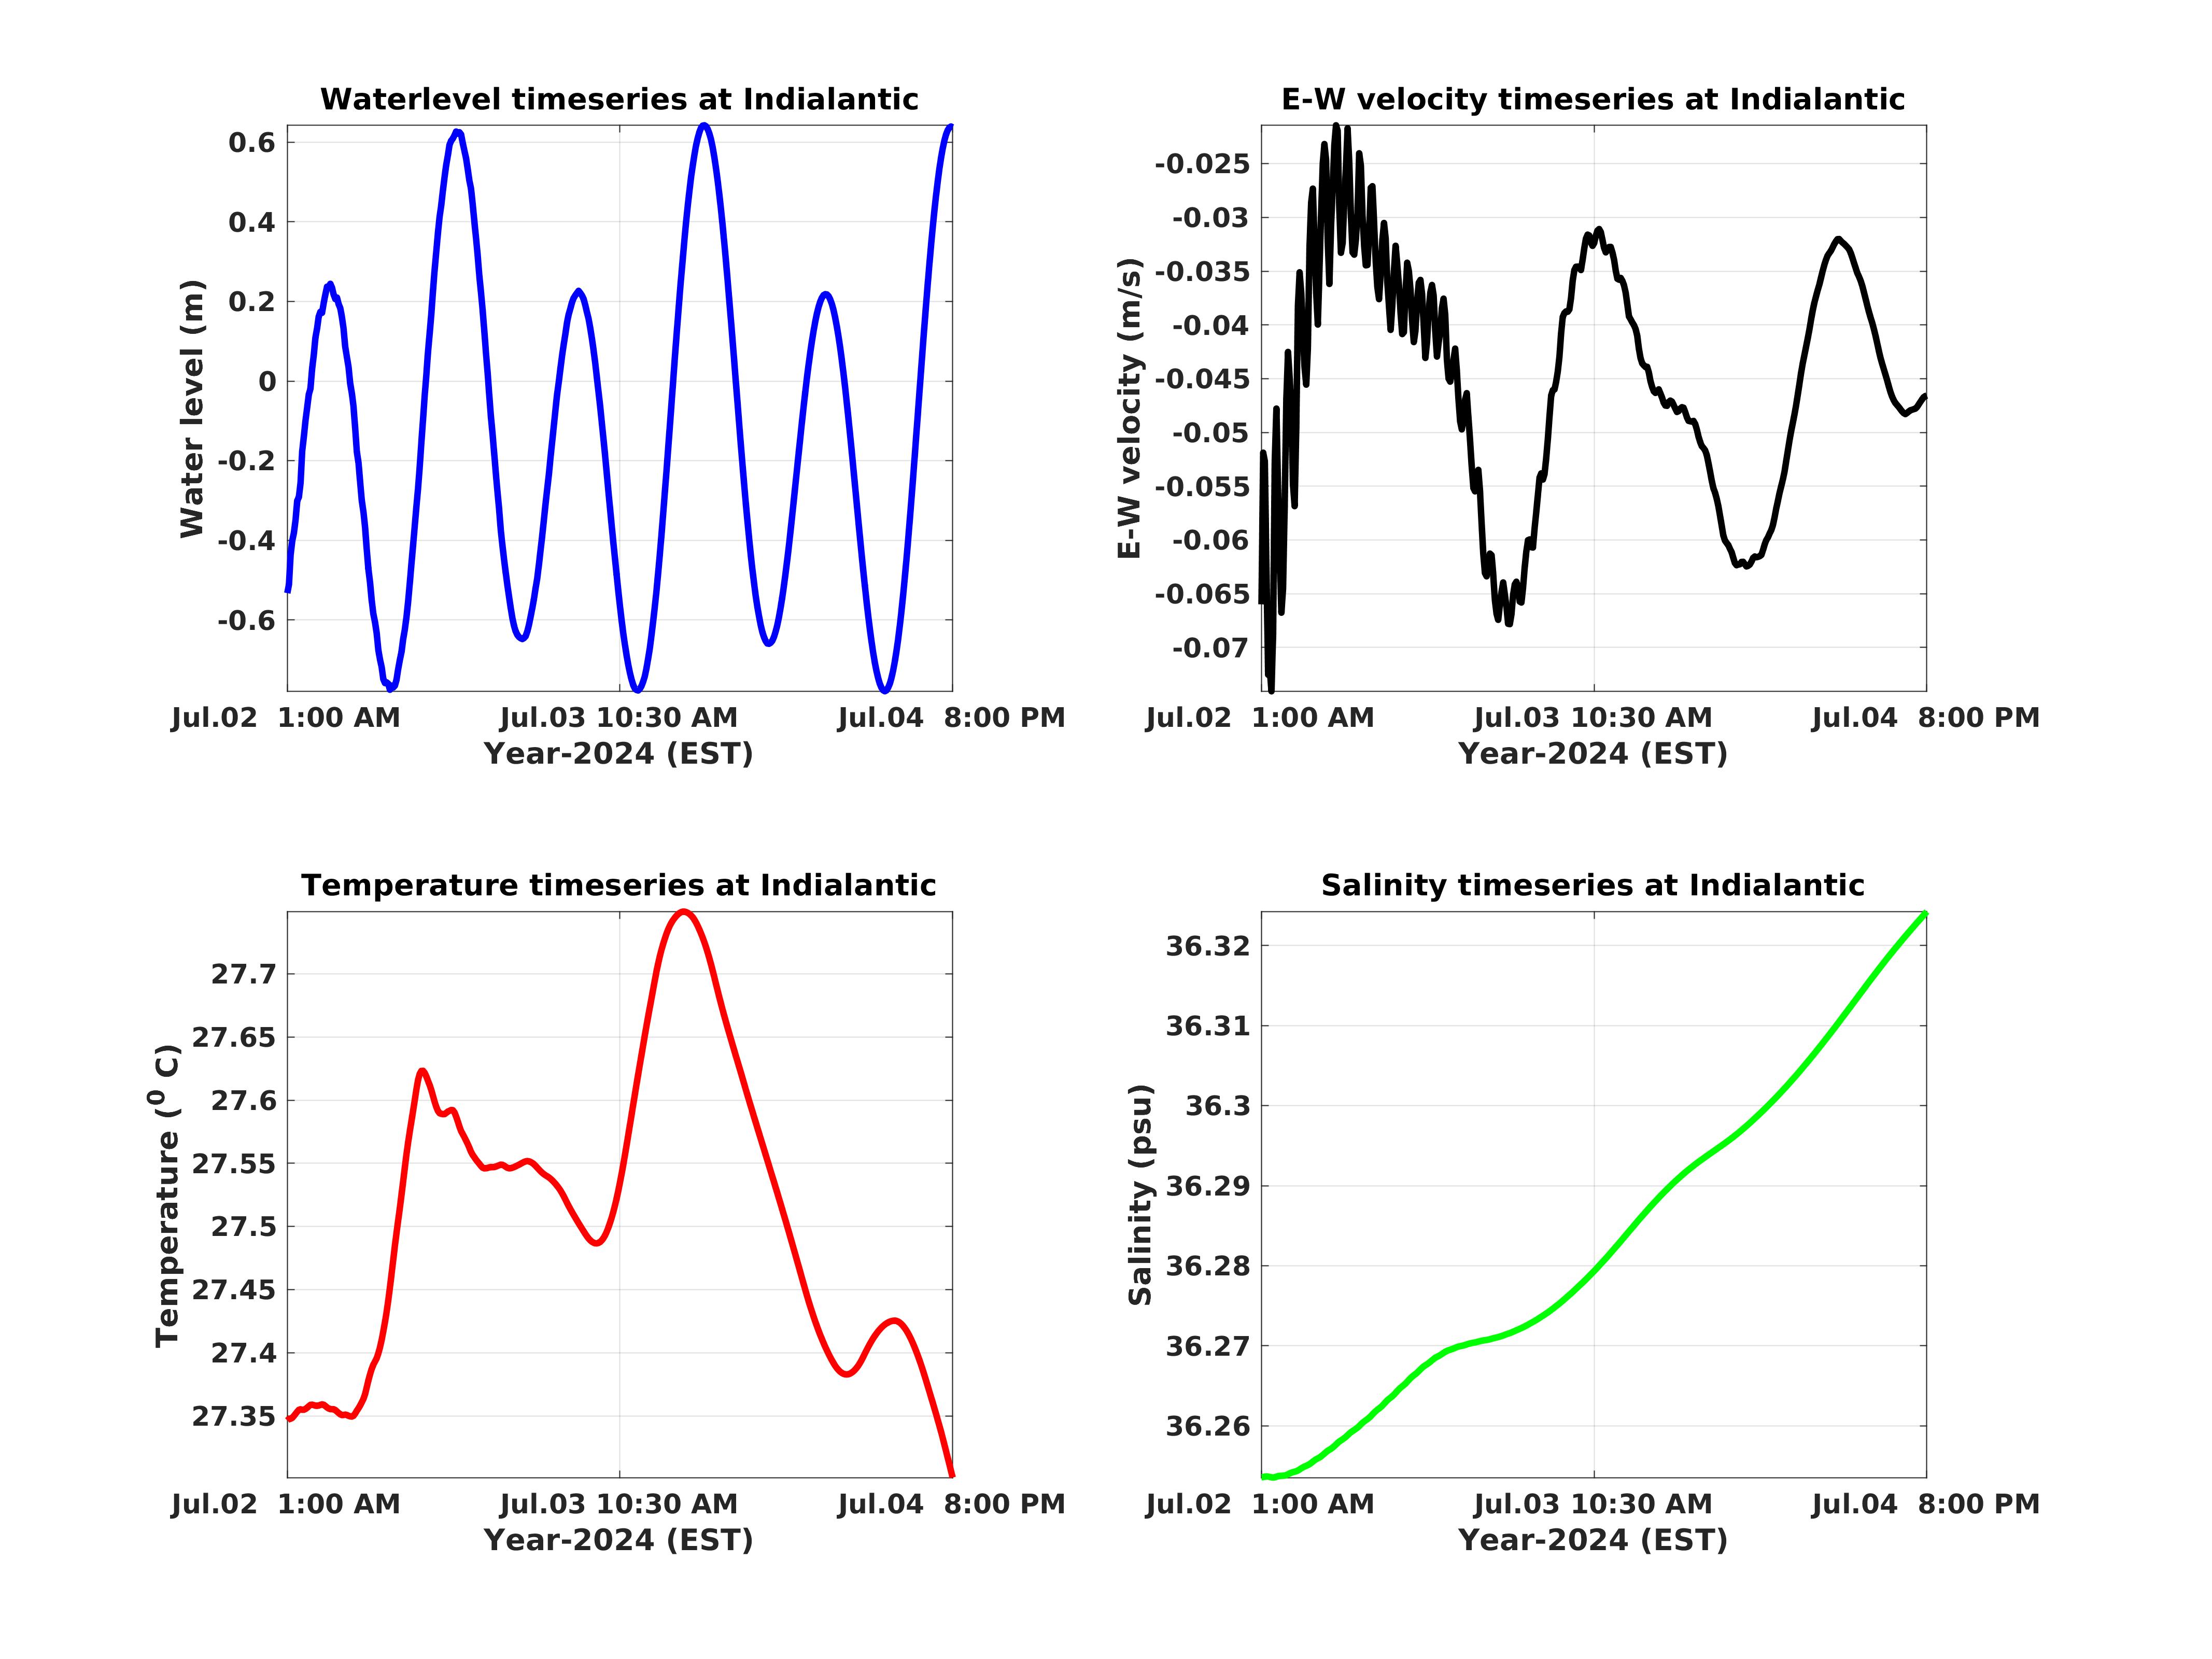 Waterlevel timeseries at Indialantic
0.6
0.4
0.2
0
-0.2
-0.4
-0.6
Water level (m)
Jul.02  1:00 AM
Jul.03 10:30 AM
Jul.04  8:00 PM
Year-2024 (EST)
E-W velocity timeseries at Indialantic
-0.025
-0.03
-0.035
-0.04
-0.045
-0.05
-0.055
-0.06
-0.065
-0.07
E-W velocity (m/s)
Jul.02  1:00 AM
Jul.03 10:30 AM
Jul.04  8:00 PM
Year-2024 (EST)
Temperature timeseries at Indialantic
27.7
27.65
27.6
27.55
27.5
27.45
27.4
27.35
Temperature (⁰ C)
Jul.02  1:00 AM
Jul.03 10:30 AM
Jul.04  8:00 PM
Year-2024 (EST)
Salinity timeseries at Indialantic
36.32
36.31
36.3
36.29
36.28
36.27
36.26
Salinity (psu)
Jul.02  1:00 AM
Jul.03 10:30 AM
Jul.04  8:00 PM
Year-2024 (EST)